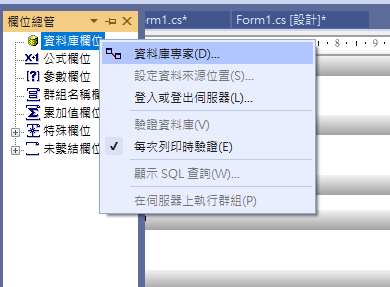 欄位總管
orm1.cs*
Form1.cs [設計]*
8 · 9
資料庫欄位
公式欄位
參數欄位
群組名稱欄
累加值欄位
特殊欄位
未繫結欄位
資料庫專家(D)...
設定資料來源位置(S)...
登入或登出伺服器(L)...
驗證資料庫(V)
每次列印時驗證(E)
顯示 SQL 查詢(W)...
在伺服器上執行群組(P)